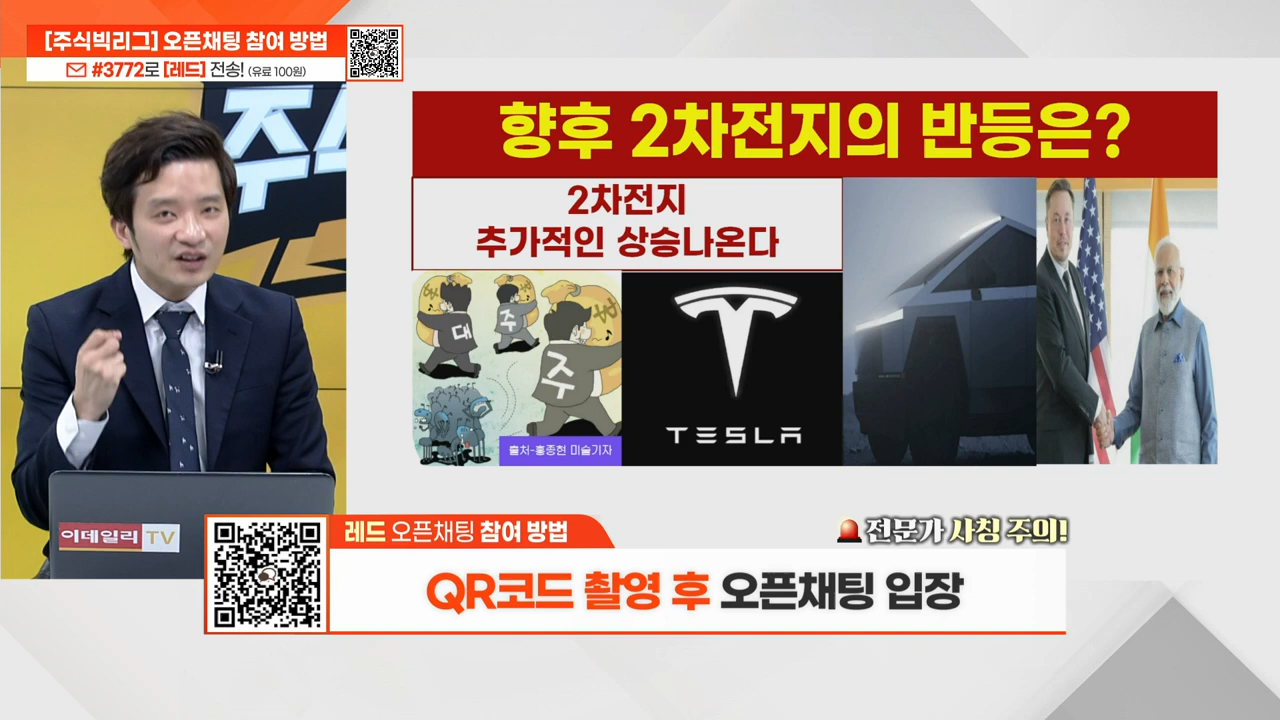 [주식빅리그] 오픈채팅 참여 방법
#3772로 [레드] 전송! (유료 100원)
주식
향후 2차전지의 반등은?
2차전지
추가적인 상승나온다
대
주
주
출처-홍종현 미술기자
TESLA
이데일리 TV
레드 오픈채팅 참여 방법
전문가 사칭 주의!
QR코드 촬영 후 오픈채팅 입장